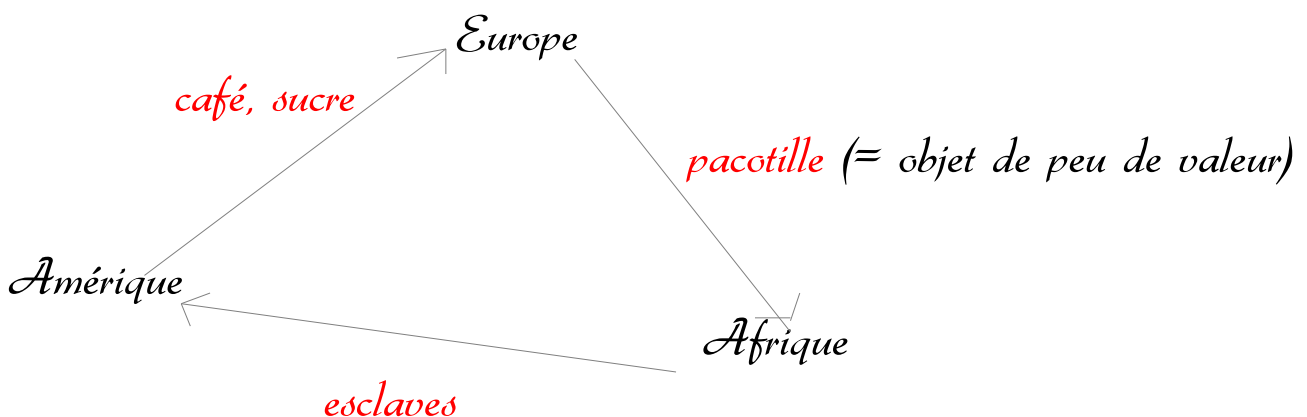 Europe
café, sucre
pacotille (= objet de peu de valeur)
Amérique
Afrique
esclaves